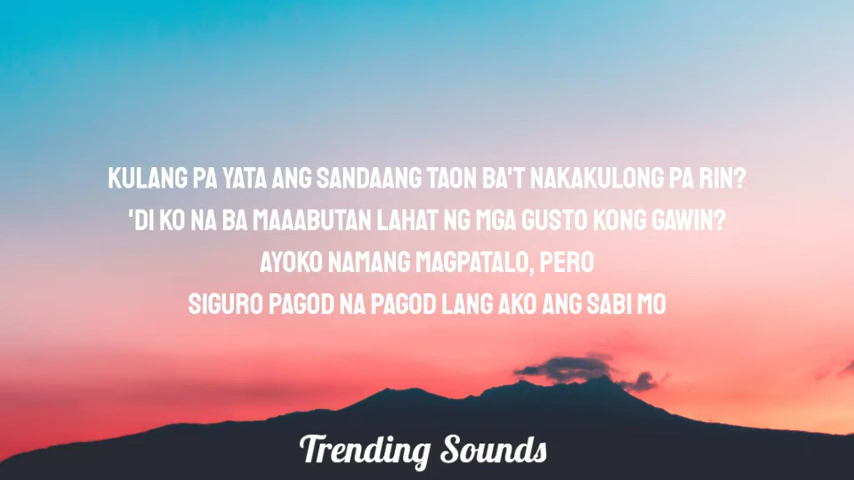 KULANG PA YATA ANG SANDAANG TAON BA'T NAKAKULONG PA RIN?
'DI KO NA BA MAAABUTAN LAHAT NG MGA GUSTO KONG GAWIN?
AYOKO NAMANG MAGPATALO, PERO
SIGURO PAGOD NA PAGOD LANG AKO ANG SABI MO
Trending Sounds